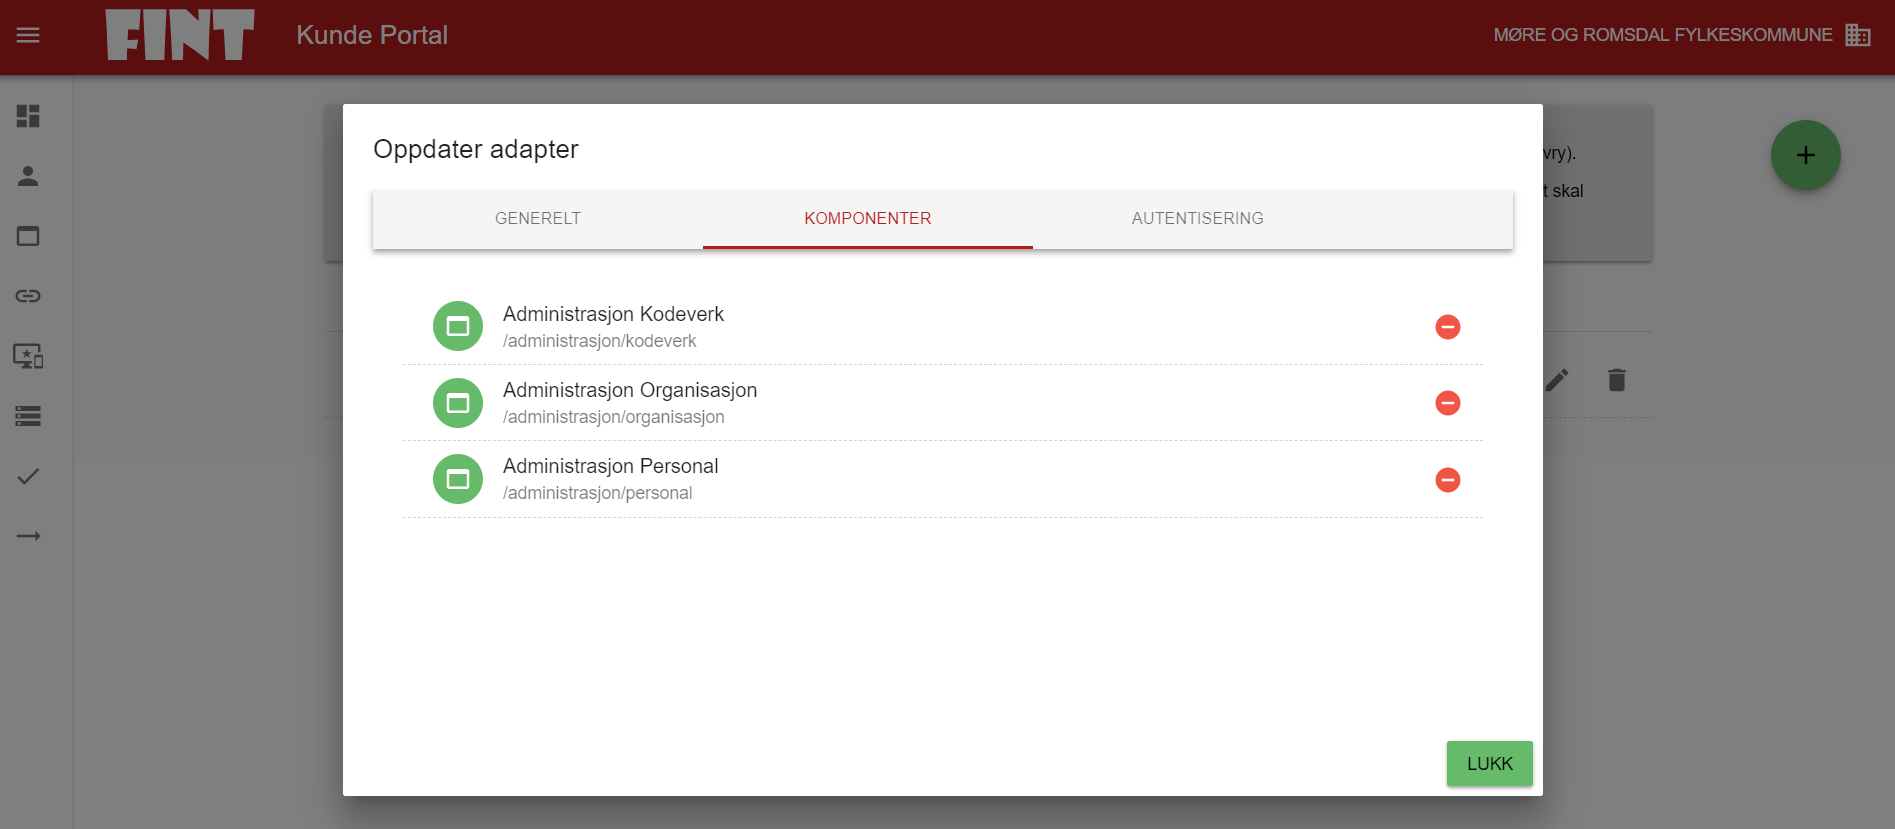 FINT
Kunde Portal
MØRE OG ROMSDAL FYLKESKOMMUNE
vry).
t skal
Oppdater adapter
GENERELT
KOMPONENTER
AUTENTISERING
Administrasjon Kodeverk
/administrasjon/kodeverk
Administrasjon Organisasjon
/administrasjon/organisasjon
Administrasjon Personal
/administrasjon/personal
LUKK